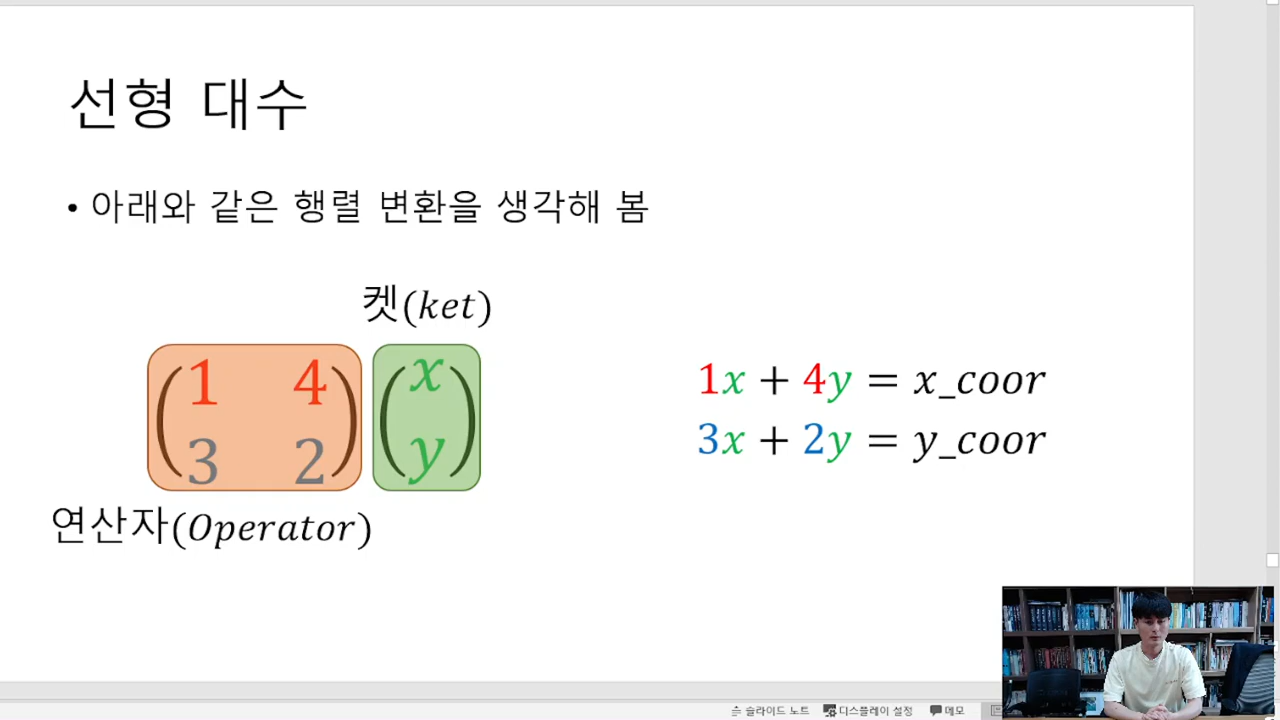 선형 대수
• 아래와 같은 행렬 변환을 생각해 봄
켓(ket)
(1 4) (x)
(3 2) (y)
연산자(Operator)
1x + 4y = x_coor
3x + 2y = y_coor
슬라이드 노트 디스플레이 설정 메모